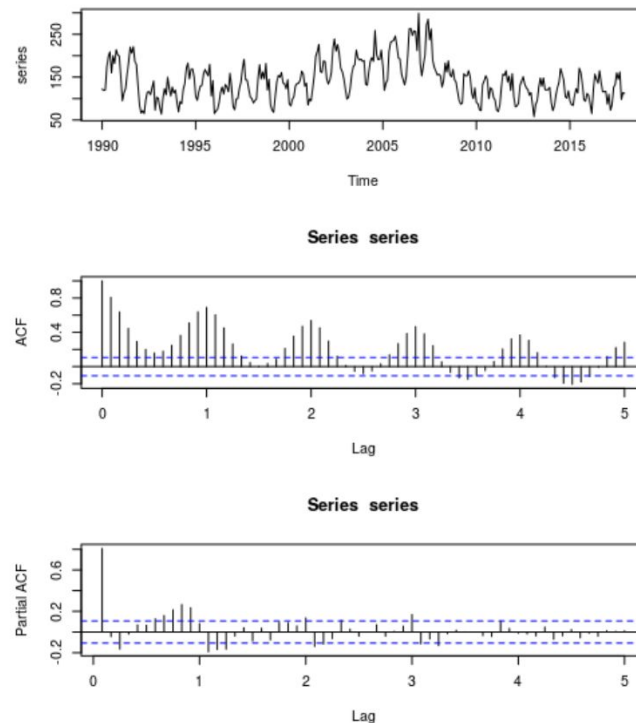 series
50 150 250
1990 1995 2000 2005 2010 2015
Time
Series series
ACF
-0.2 0.4 0.8
0 1 2 3 4 5
Lag
Series series
Partial ACF
-0.2 0.2 0.6
0 1 2 3 4 5
Lag